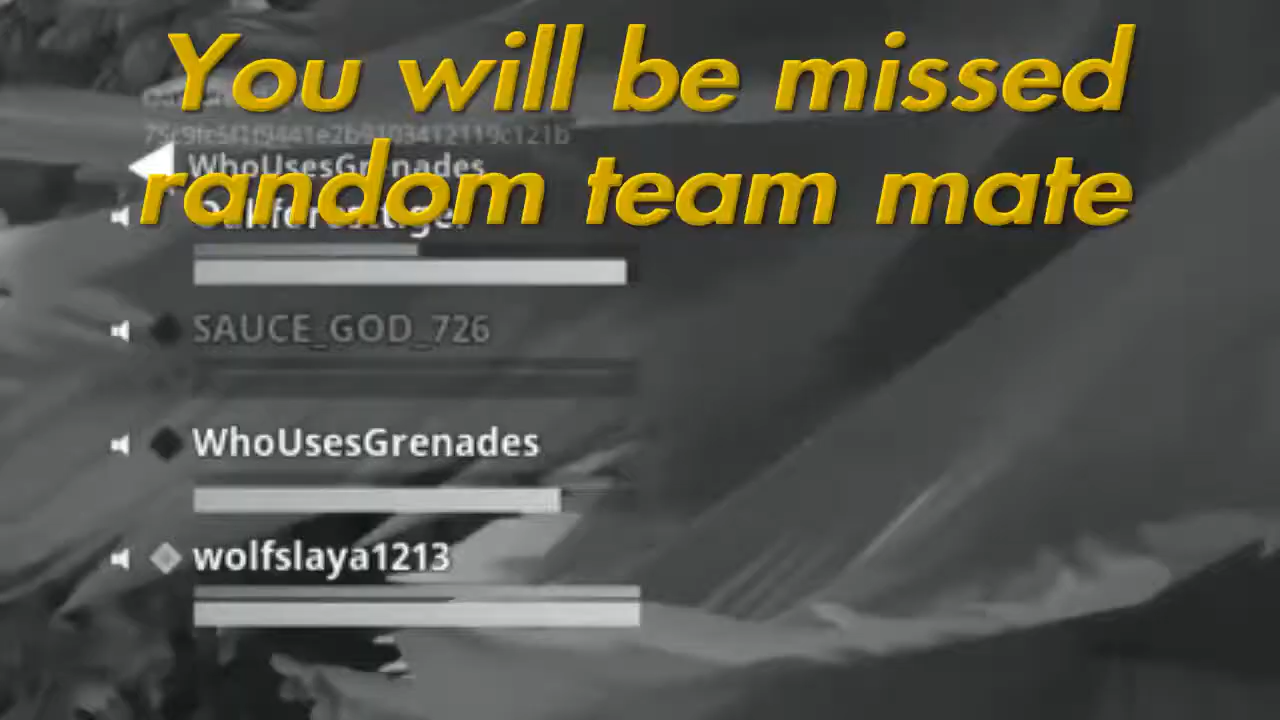 You will be missed
random team mate
WhoUsesGrenades
SAUCE_GOD_726
WhoUsesGrenades
wolfslaya1213